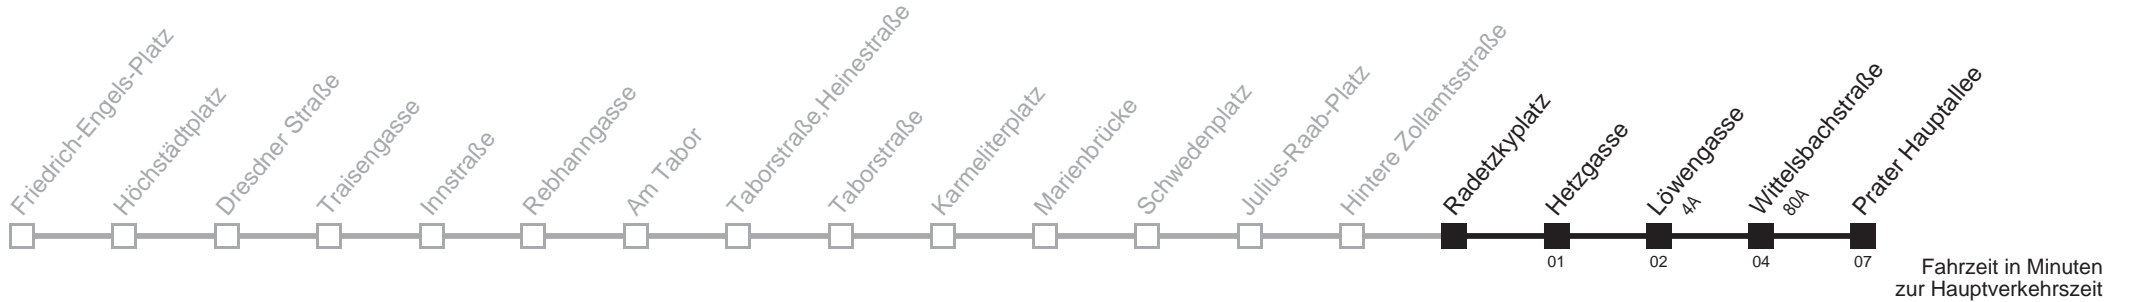 Friedrich-Engels-Platz
Höchstädtplatz
Dresdner Straße
Traisengasse
Innstraße
Rebhanngasse
Am Tabor
Taborstraße,Heinestraße
Taborstraße
Karmeliterplatz
Marienbrücke
Schwedenplatz
Julius-Raab-Platz
Hintere Zollamtsstraße
Radetzkyplatz
Hetzgasse
Löwengasse
4A
Wittelsbachstraße
80A
Prater Hauptallee
01
02
04
07
Fahrzeit in Minuten
zur Hauptverkehrszeit